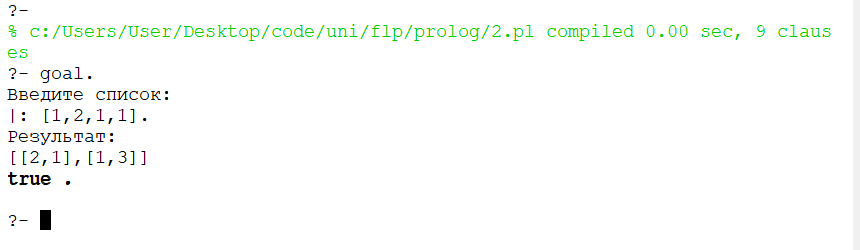 ?-
% c:/Users/User/Desktop/code/uni/flp/prolog/2.pl compiled 0.00 sec, 9 claus
es
?- goal.
Введите список:
|: [1,2,1,1].
Результат:
[[2,1],[1,3]]
true .
?-